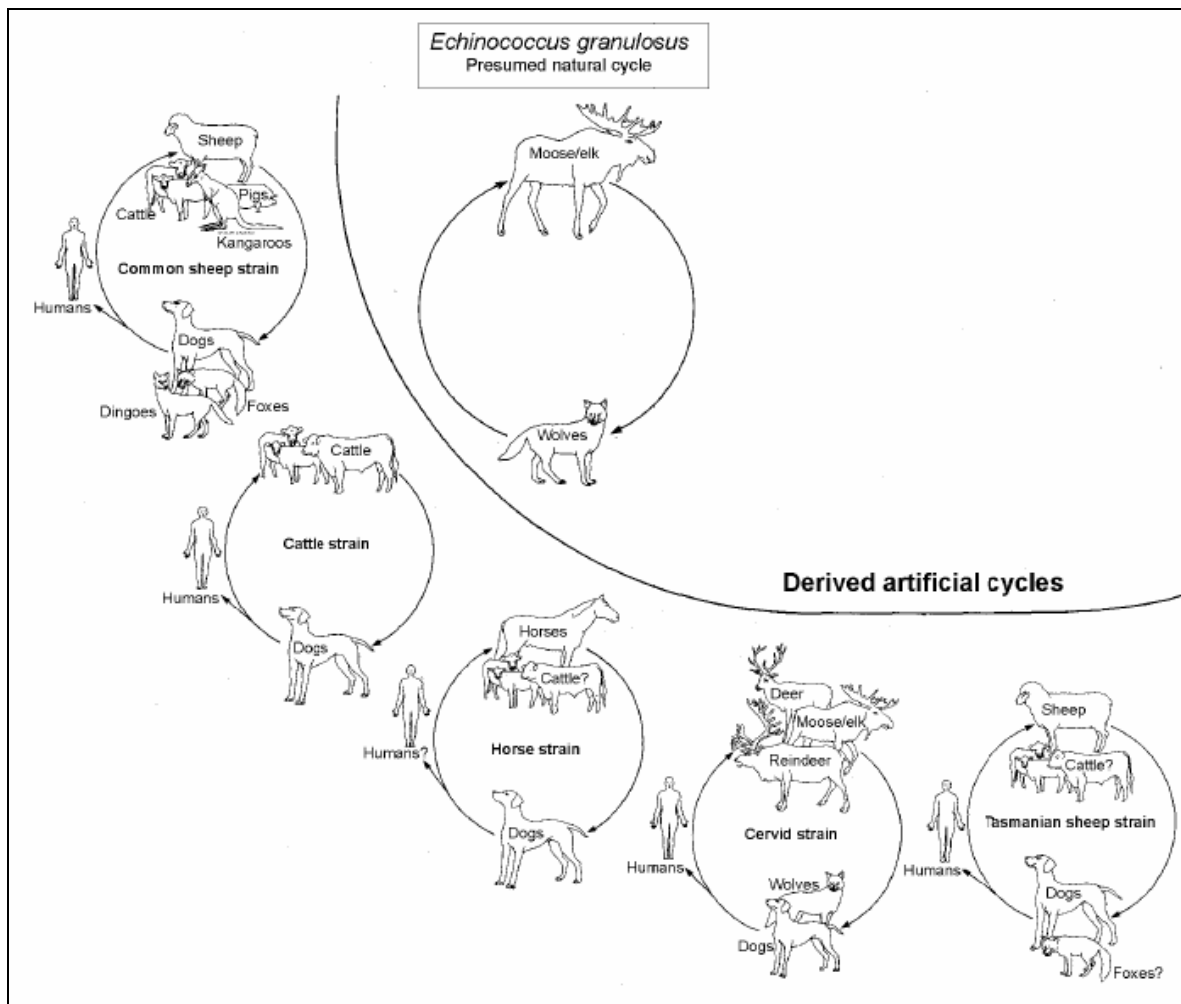 Echinococcus granulosus
Presumed natural cycle
Moose/elk
Wolves
Derived artificial cycles
Sheep
Cattle
Pigs
Kangaroos
Common sheep strain
Humans
Dogs
Dingoes
Foxes
Cattle
Cattle strain
Humans
Dogs
Horses
Cattle?
Humans?
Horse strain
Dogs
Deer
Moose/elk
Reindeer
Cervid strain
Humans
Wolves
Dogs
Sheep
Cattle?
Tasmanian sheep strain
Humans
Dogs
Foxes?